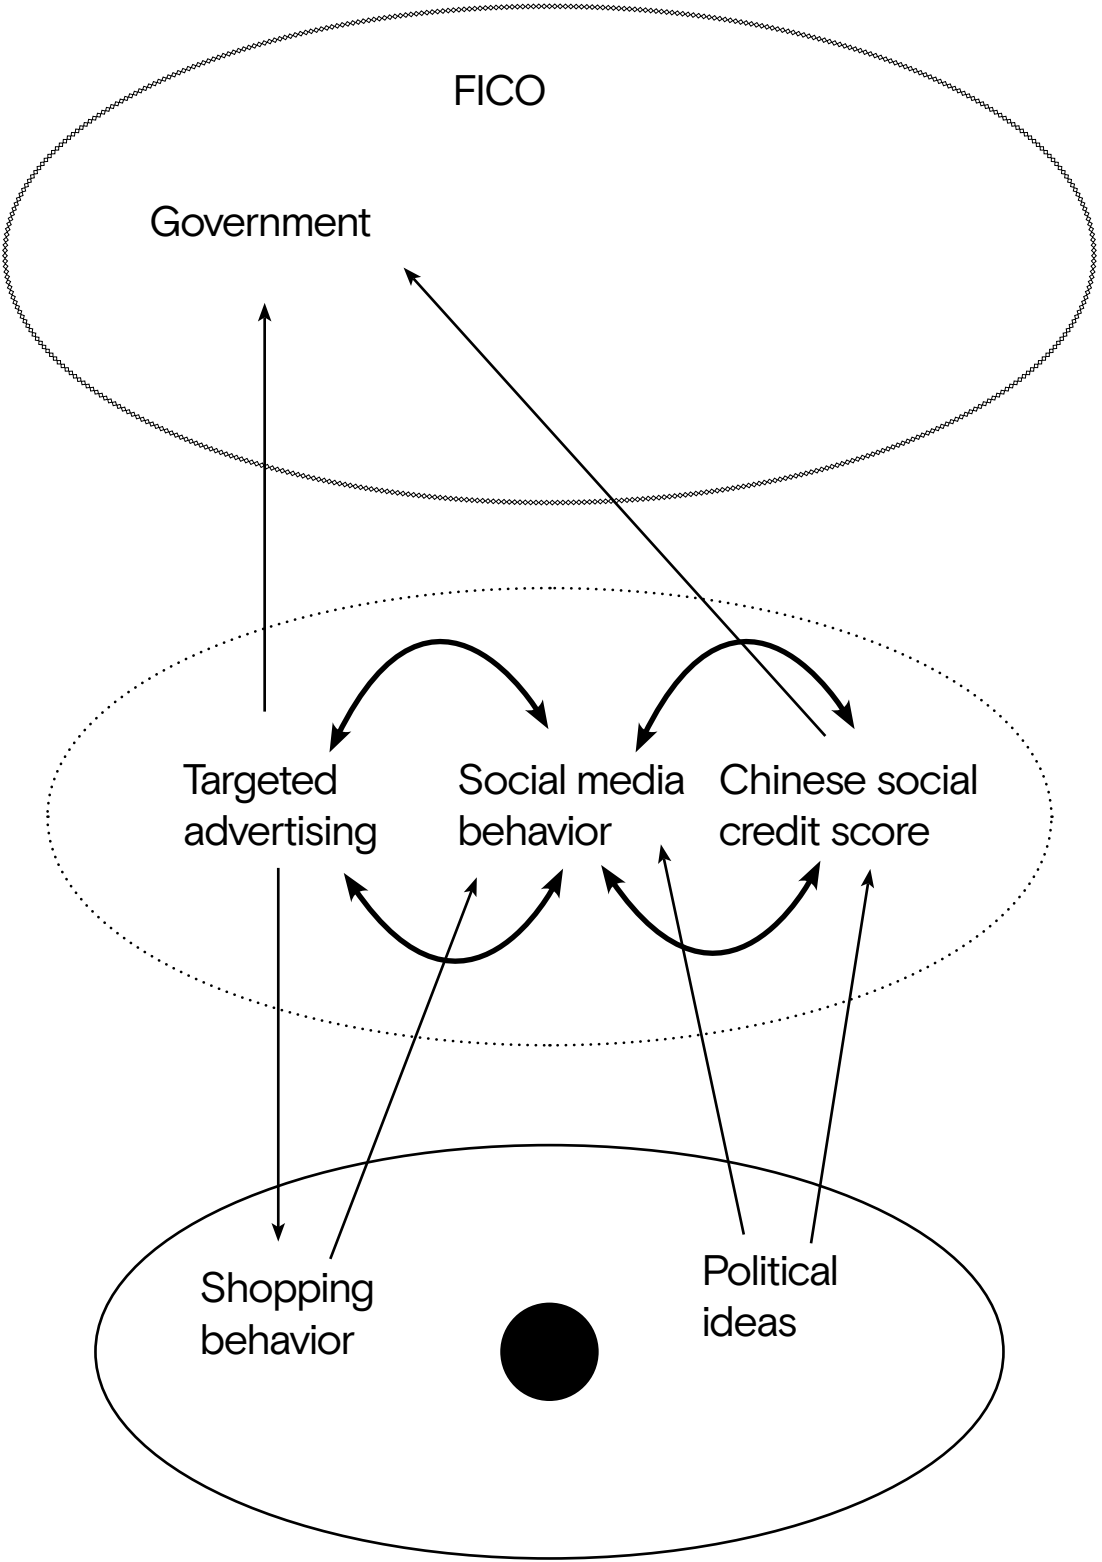 FICO
Government
Targeted
advertising
Social media
behavior
Chinese social
credit score
Shopping
behavior
Political
ideas